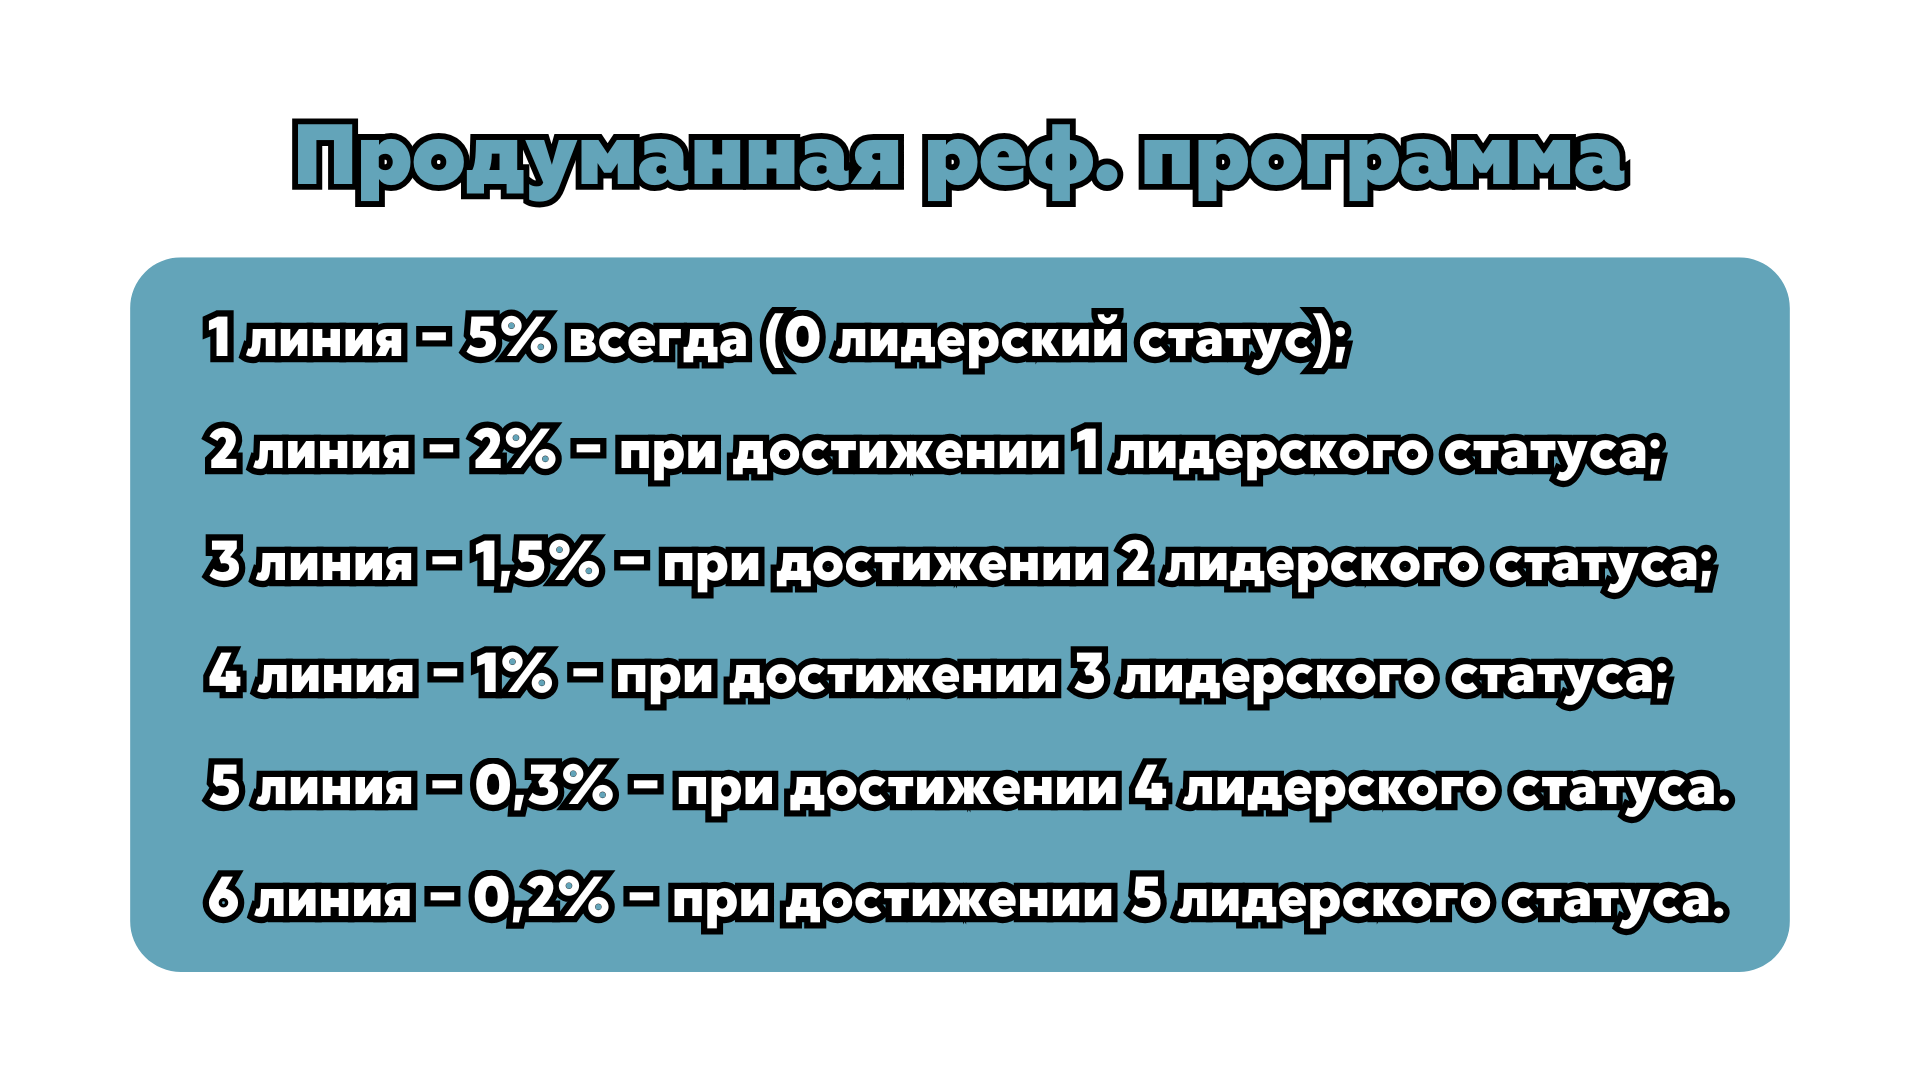 Продуманная реф. программа
1 линия – 5% всегда (0 лидерский статус);
2 линия – 2% – при достижении 1 лидерского статуса;
3 линия – 1,5% – при достижении 2 лидерского статуса;
4 линия – 1% – при достижении 3 лидерского статуса;
5 линия – 0,3% – при достижении 4 лидерского статуса.
6 линия – 0,2% – при достижении 5 лидерского статуса.